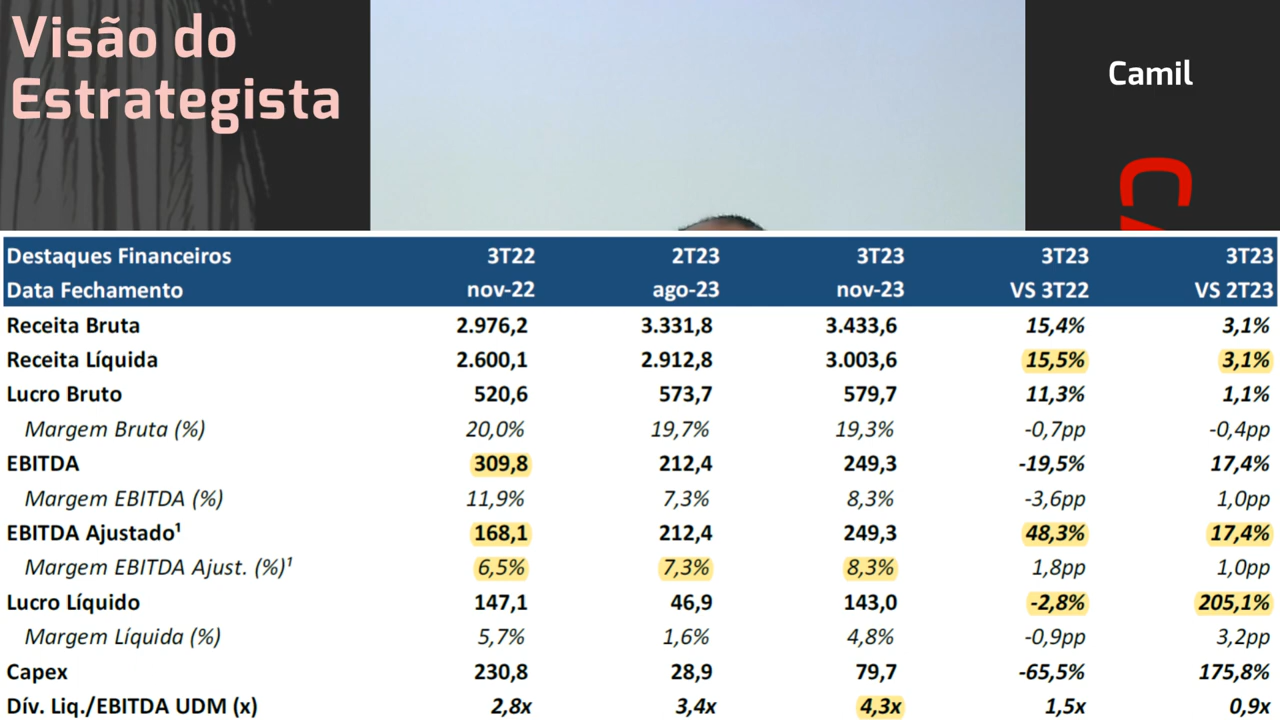 Visão do
Estrategista
Camil
CA
Destaques Financeiros 3T22 2T23 3T23 3T23 3T23
Data Fechamento nov-22 ago-23 nov-23 VS 3T22 VS 2T23
Receita Bruta 2.976,2 3.331,8 3.433,6 15,4% 3,1%
Receita Líquida 2.600,1 2.912,8 3.003,6 15,5% 3,1%
Lucro Bruto 520,6 573,7 579,7 11,3% 1,1%
Margem Bruta (%) 20,0% 19,7% 19,3% -0,7pp -0,4pp
EBITDA 309,8 212,4 249,3 -19,5% 17,4%
Margem EBITDA (%) 11,9% 7,3% 8,3% -3,6pp 1,0pp
EBITDA Ajustado¹ 168,1 212,4 249,3 48,3% 17,4%
Margem EBITDA Ajust. (%)¹ 6,5% 7,3% 8,3% 1,8pp 1,0pp
Lucro Líquido 147,1 46,9 143,0 -2,8% 205,1%
Margem Líquida (%) 5,7% 1,6% 4,8% -0,9pp 3,2pp
Capex 230,8 28,9 79,7 -65,5% 175,8%
Dív. Liq./EBITDA UDM (x) 2,8x 3,4x 4,3x 1,5x 0,9x